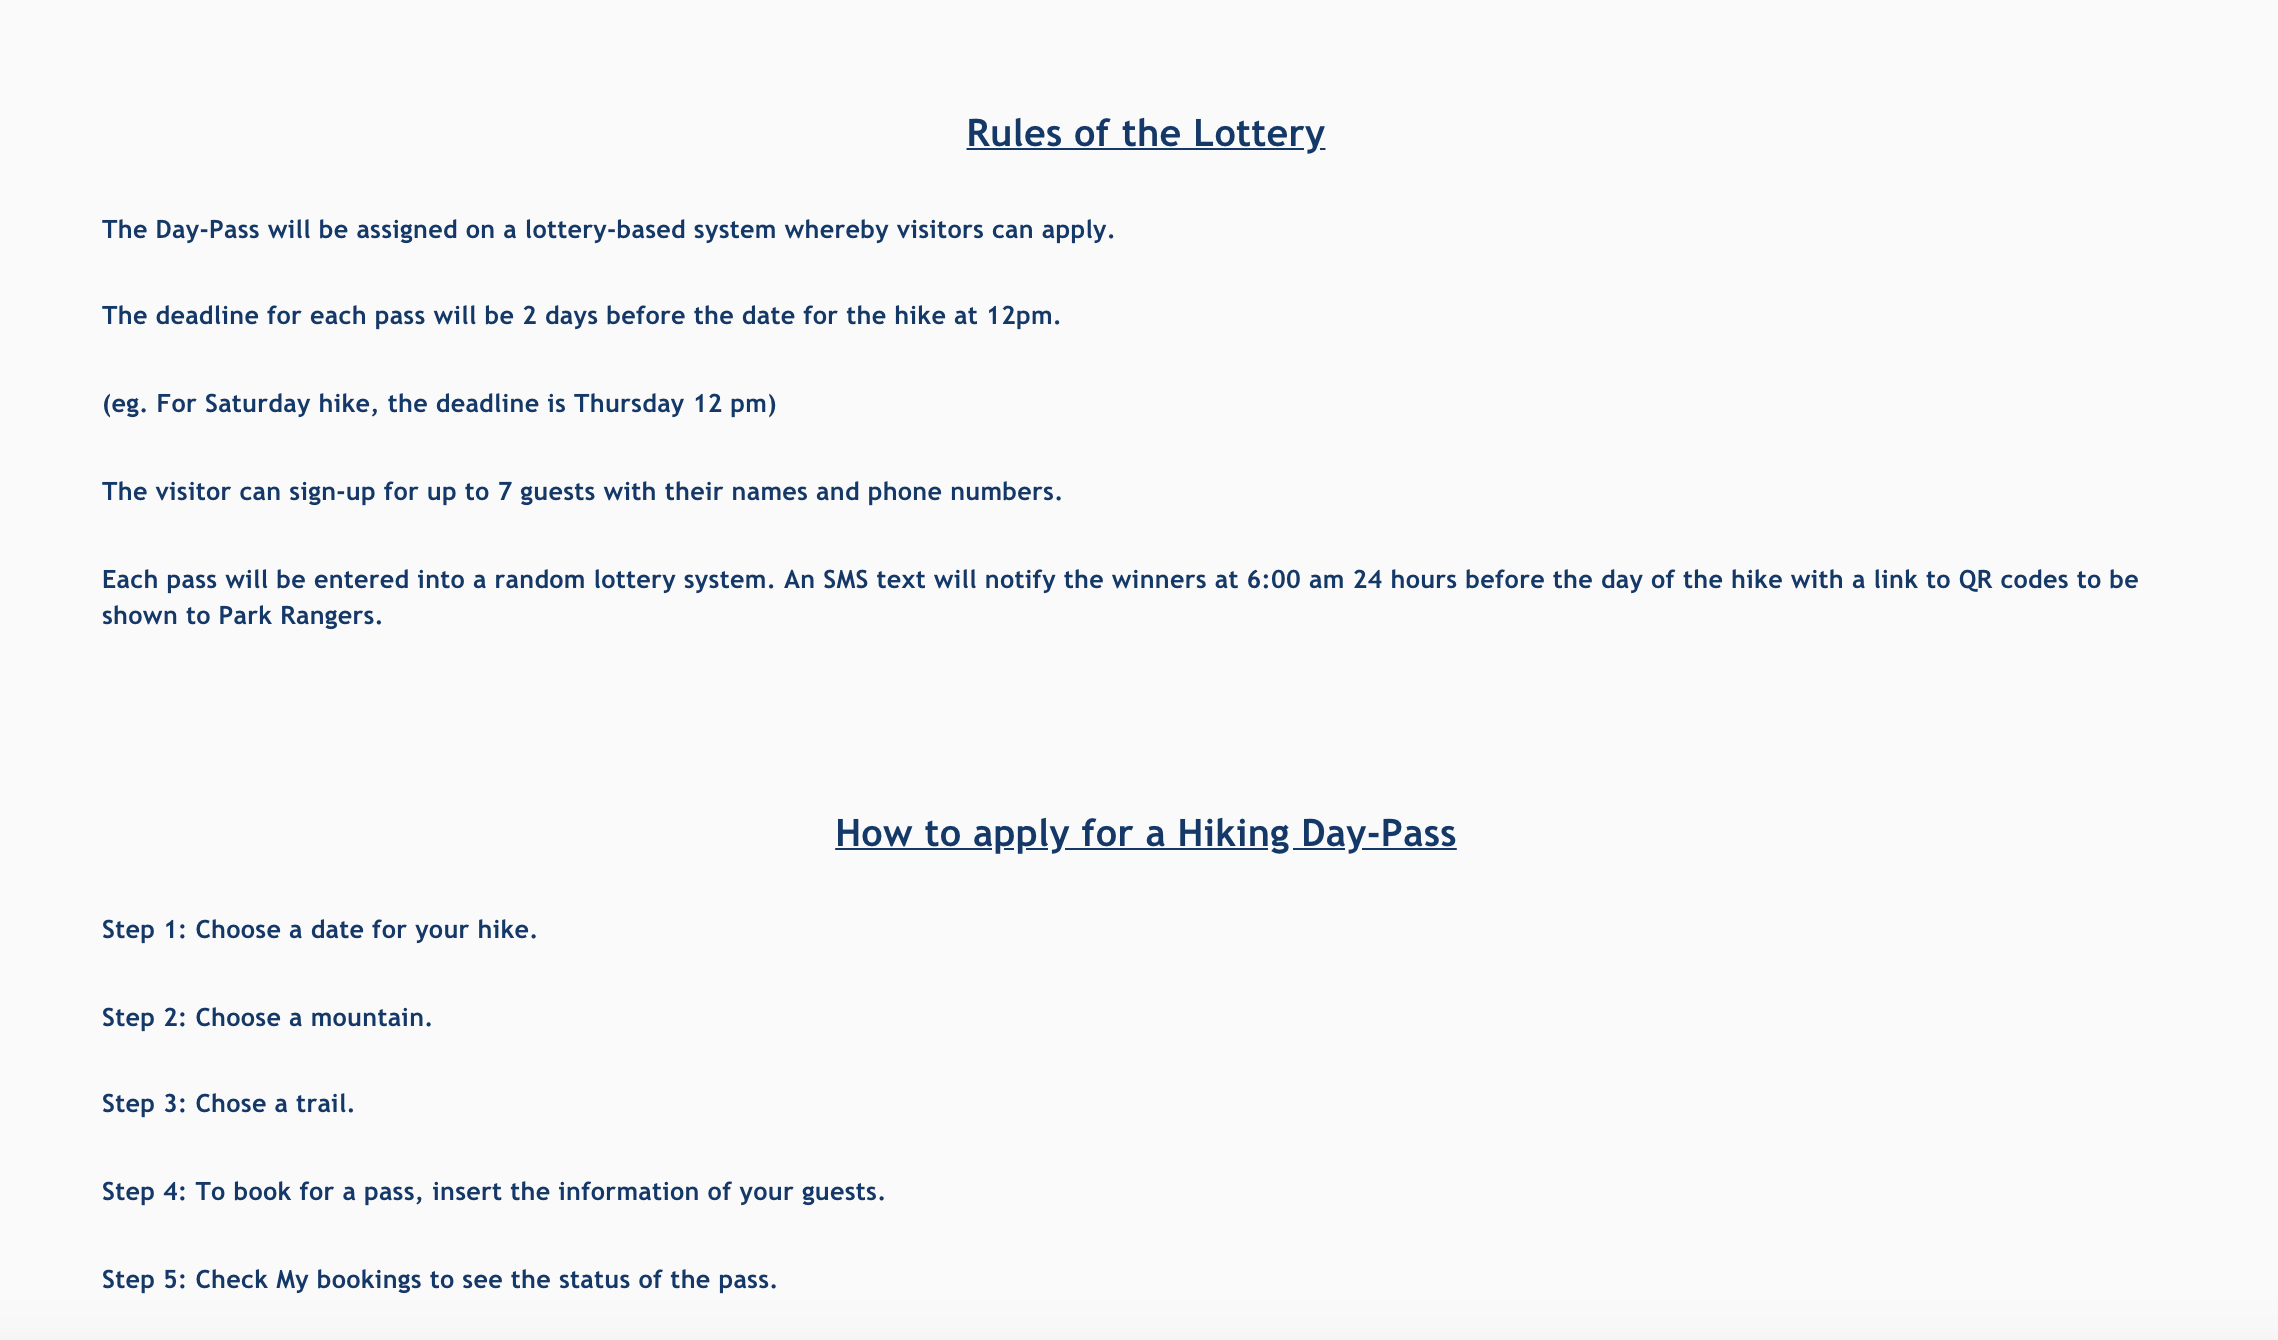 Rules of the Lottery
The Day-Pass will be assigned on a lottery-based system whereby visitors can apply.
The deadline for each pass will be 2 days before the date for the hike at 12pm.
(eg. For Saturday hike, the deadline is Thursday 12 pm)
The visitor can sign-up for up to 7 guests with their names and phone numbers.
Each pass will be entered into a random lottery system. An SMS text will notify the winners at 6:00 am 24 hours before the day of the hike with a link to QR codes to be
shown to Park Rangers.
How to apply for a Hiking Day-Pass
Step 1: Choose a date for your hike.
Step 2: Choose a mountain.
Step 3: Chose a trail.
Step 4: To book for a pass, insert the information of your guests.
Step 5: Check My bookings to see the status of the pass.